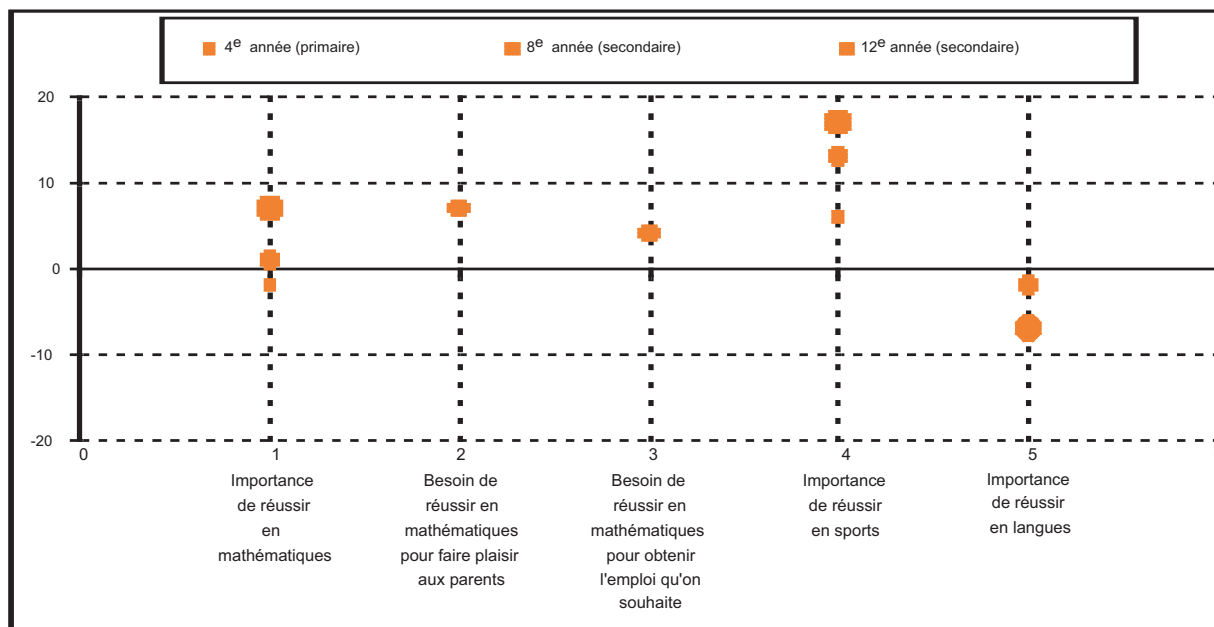 4e année (primaire) 8e année (secondaire) 12e année (secondaire)
20
10
0
-10
-20
0 1 2 3 4 5
Importance
de réussir
en
mathématiques
Besoin de
réussir en
mathématiques
pour faire plaisir
aux parents
Besoin de
réussir en
mathématiques
pour obtenir
l'emploi qu'on
souhaite
Importance
de réussir
en sports
Importance
de réussir
en langues